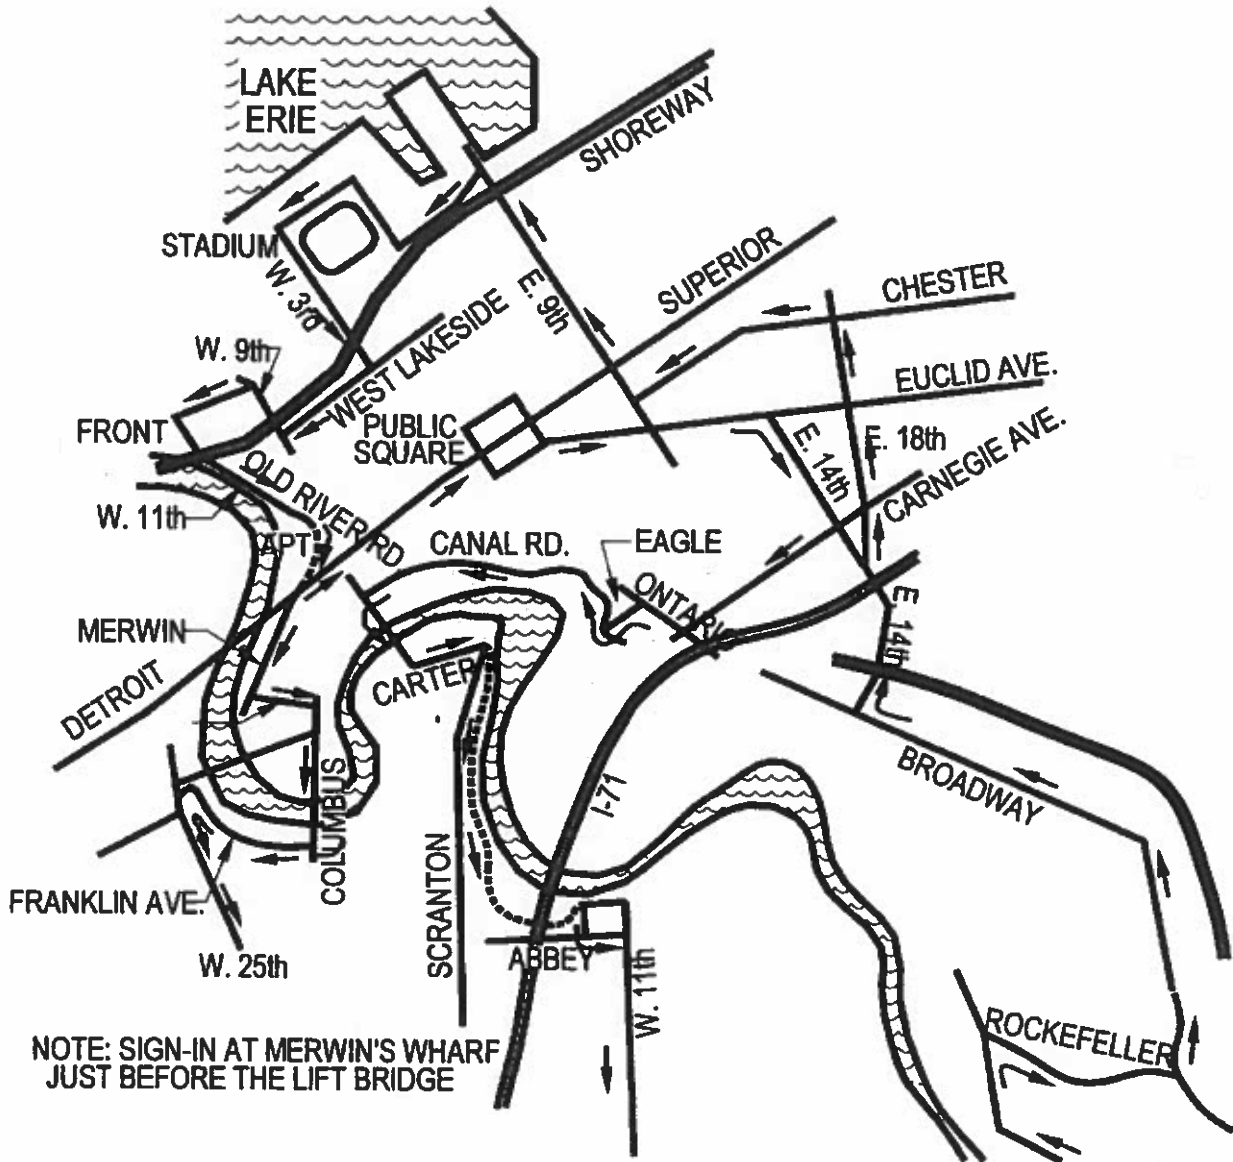 LAKE
ERIE
SHOREWAY
STADIUM
W. 3rd
E. 9th
SUPERIOR
CHESTER
W. 9th
WEST LAKESIDE
EUCLID AVE.
FRONT
PUBLIC
SQUARE
E. 14th
E. 18th
CARNEGIE AVE.
OLD RIVER RD
W. 11th
APT
CANAL RD.
EAGLE
ONTARIO
E. 14th
MERWIN
DETROIT
CARTER
BROADWAY
I-71
COLUMBUS
SCRANTON
FRANKLIN AVE.
W. 25th
ABBEY
W. 11th
ROCKEFELLER
NOTE: SIGN-IN AT MERWIN'S WHARF
JUST BEFORE THE LIFT BRIDGE